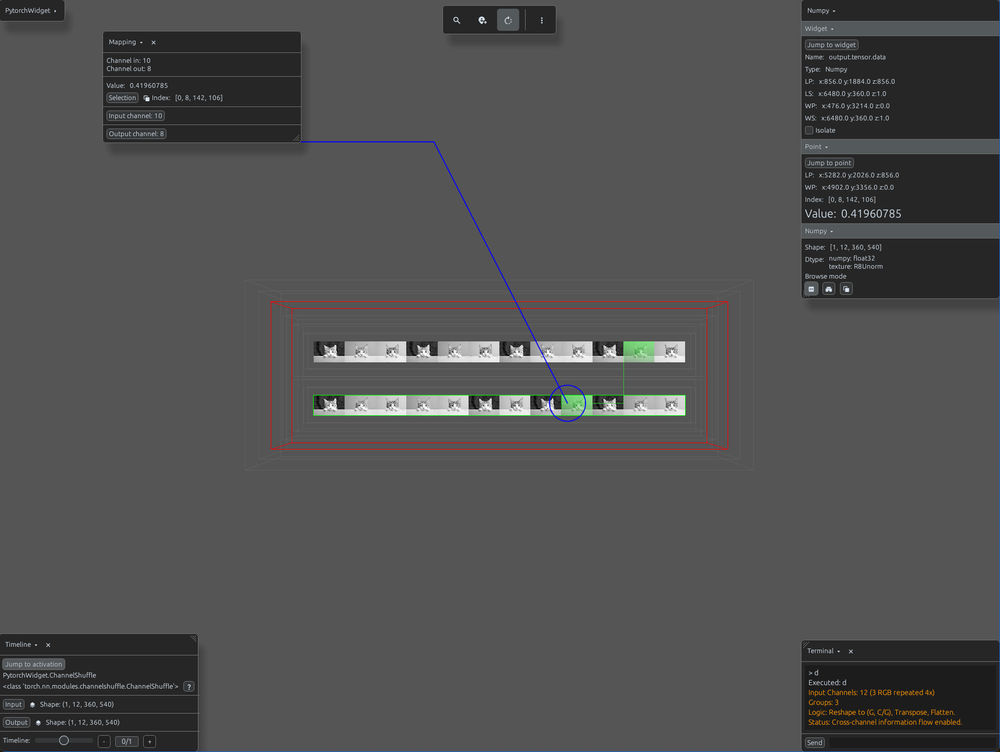 PytorchWidget
Mapping
Channel in: 10
Channel out: 8
Value: 0.41960785
Selection Index: [0, 8, 142, 106]
Input channel: 10
Output channel: 8
Numpy
Widget
Jump to widget
Name: output.tensor.data
Type: Numpy
LP: x:856.0 y:1884.0 z:856.0
LS: x:6480.0 y:360.0 z:1.0
WP: x:476.0 y:3214.0 z:0.0
WS: x:6480.0 y:360.0 z:1.0
Isolate
Point
Jump to point
LP: x:5282.0 y:2026.0 z:856.0
WP: x:4902.0 y:3356.0 z:0.0
Index: [0, 8, 142, 106]
Value: 0.41960785
Numpy
Shape: [1, 12, 360, 540]
Dtype: numpy: float32
texture: R8Unorm
Browse mode
Timeline
Jump to activation
PytorchWidget.ChannelShuffle
<class 'torch.nn.modules.channelshuffle.ChannelShuffle'> ?
Input Shape: (1, 12, 360, 540)
Output Shape: (1, 12, 360, 540)
Timeline: - 0/1 +
Terminal
> d
Executed: d
Input Channels: 12 (3 RGB repeated 4x)
Groups: 3
Logic: Reshape to (G, C/G), Transpose, Flatten.
Status: Cross-channel information flow enabled.
Send